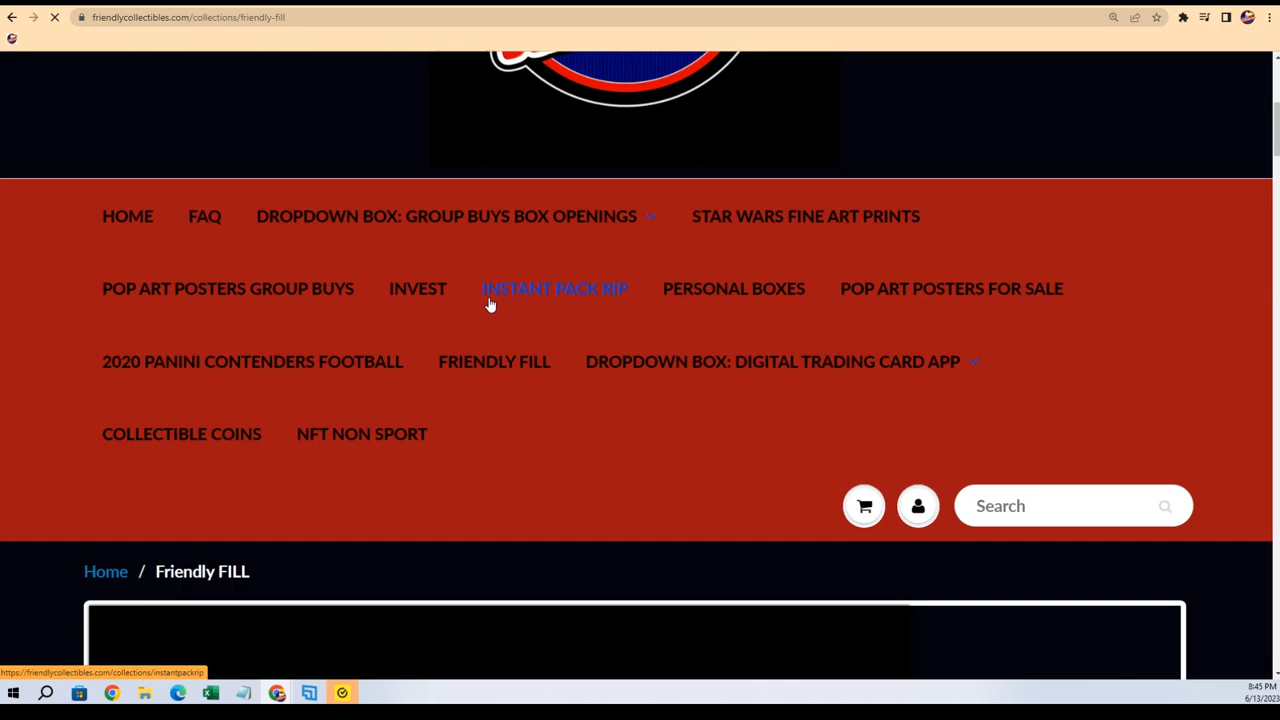 friendlycollectibles.com/collections/friendly-fill
HOME FAQ DROPDOWN BOX: GROUP BUYS BOX OPENINGS STAR WARS FINE ART PRINTS
POP ART POSTERS GROUP BUYS INVEST INSTANT PACK RIP PERSONAL BOXES POP ART POSTERS FOR SALE
2020 PANINI CONTENDERS FOOTBALL FRIENDLY FILL DROPDOWN BOX: DIGITAL TRADING CARD APP
COLLECTIBLE COINS NFT NON SPORT
Search
Home / Friendly FILL
https://friendlycollectibles.com/collections/instantpackrip
8:45 PM
6/13/2023